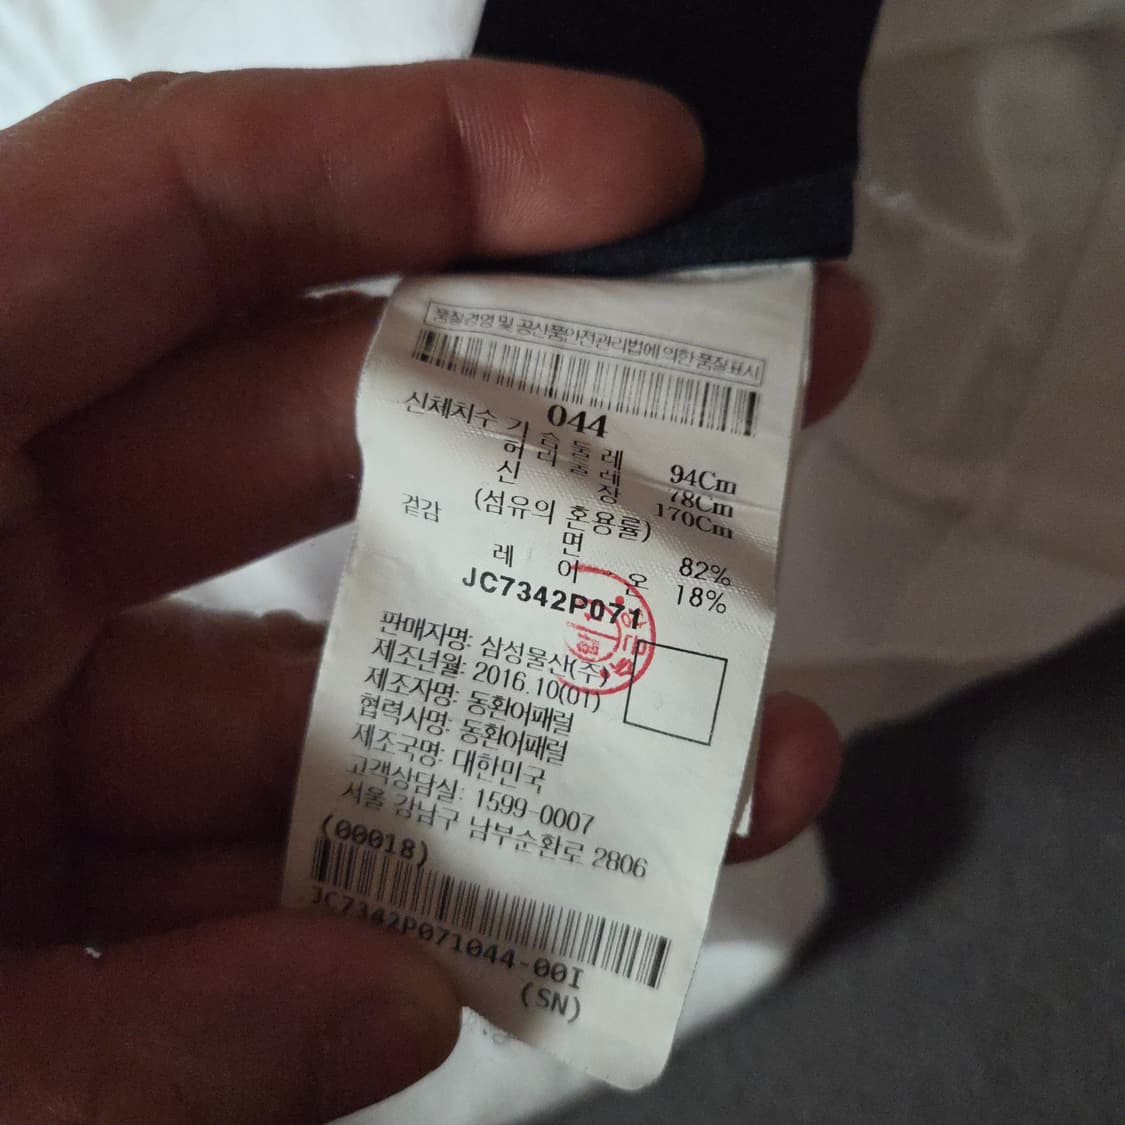 품질경영 및 공산품안전관리법에 의한 품질표시
신체치수 044
가슴둘레 94Cm
허리둘레 78Cm
신장 170Cm
(섬유의 혼용률)
겉감 면 82%
레이온 18%
JC7342P071
판매자명: 삼성물산(주)
제조년월: 2016.10(01)
제조자명: 동환어패럴
협력사명: 동환어패럴
제조국명: 대한민국
고객상담실: 1599-0007
서울 강남구 남부순환로 2806
(00018)
JC7342P071044-00I
(SN)